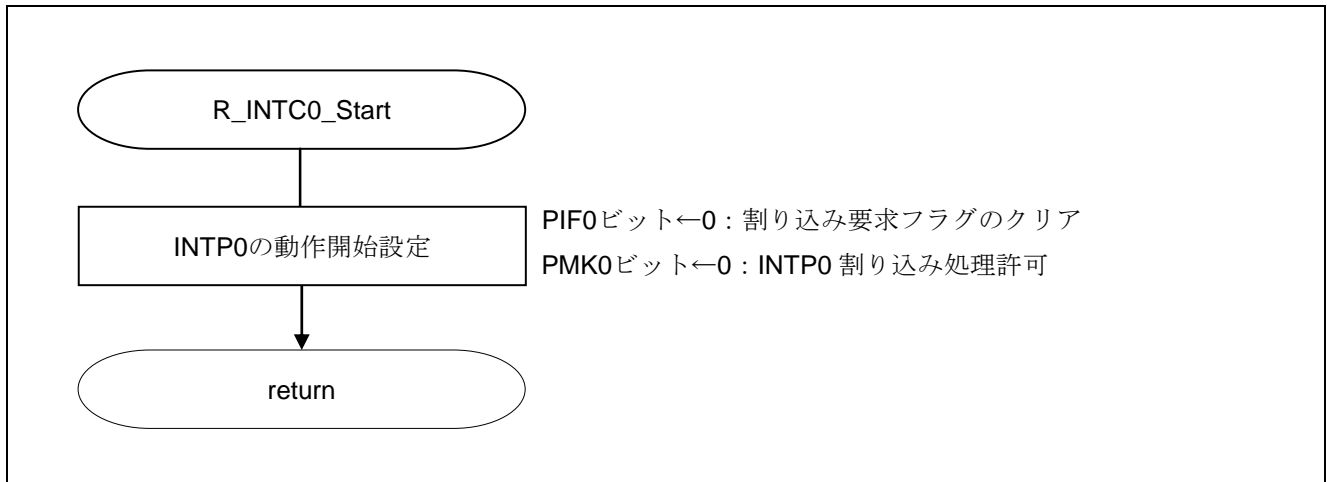 R_INTC0_Start
INTP0の動作開始設定
PIF0ビット←0：割り込み要求フラグのクリア
PMK0ビット←0：INTP0 割り込み処理許可
return